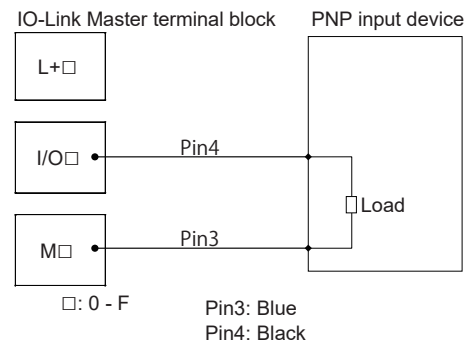 IO-Link Master terminal block PNP input device
L+□
I/O□ Pin4
Load
M□ Pin3
□: 0 - F
Pin3: Blue
Pin4: Black